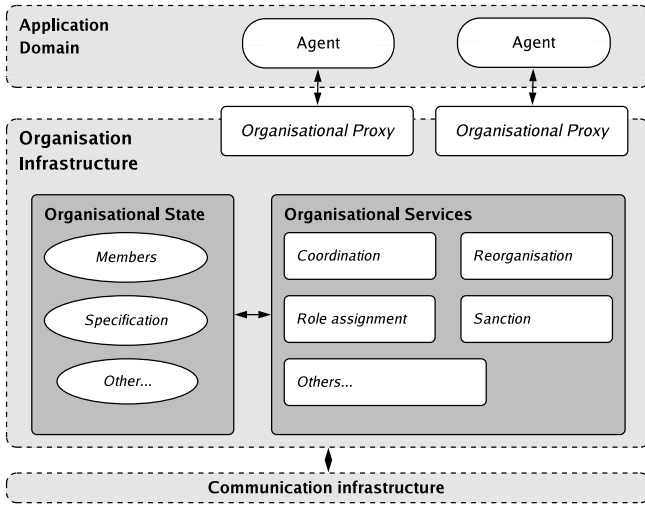 Application
Domain
Agent
Agent
Organisational Proxy
Organisational Proxy
Organisation
Infrastructure
Organisational State
Members
Specification
Other...
Organisational Services
Coordination
Reorganisation
Role assignment
Sanction
Others...
Communication infrastructure